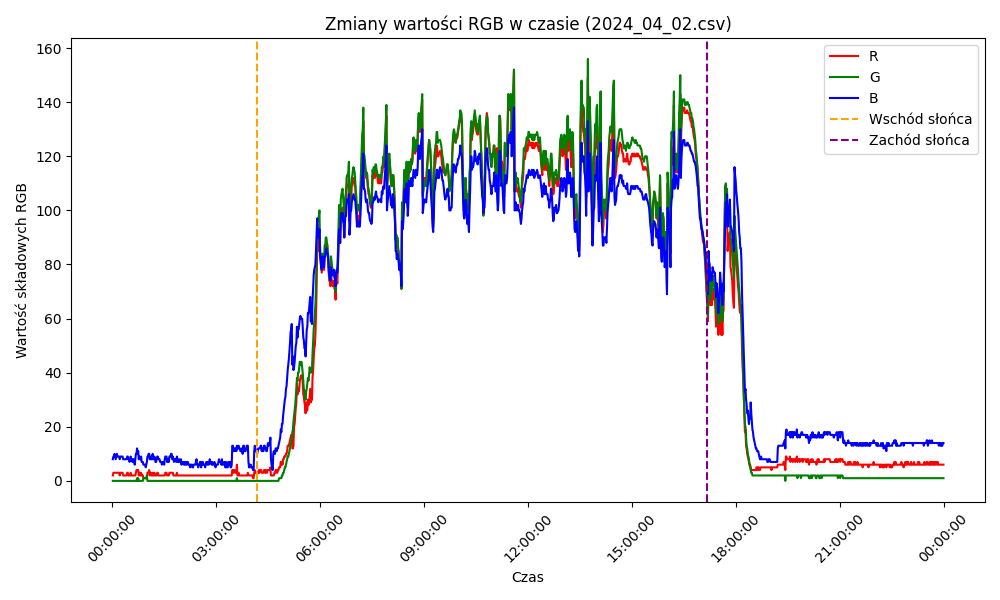 Zmiany wartości RGB w czasie (2024_04_02.csv)
160
140
120
100
80
60
40
20
0
Wartość składowych RGB
R
G
B
Wschód słońca
Zachód słońca
00:00:00
03:00:00
06:00:00
09:00:00
12:00:00
15:00:00
18:00:00
21:00:00
00:00:00
Czas